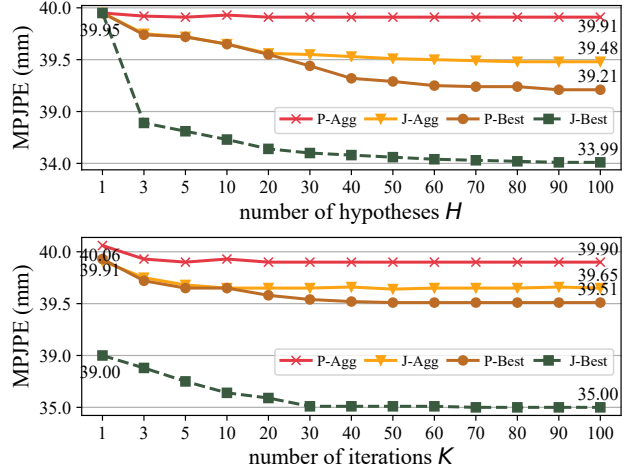 40.0
39.5
39.0
34.0
MPJPE (mm)
39.95
39.91
39.48
39.21
33.99
P-Agg J-Agg P-Best J-Best
1 3 5 10 20 30 40 50 60 70 80 90 100
number of hypotheses H
40.0
39.5
39.0
35.0
MPJPE (mm)
40.06
39.91
39.00
39.90
39.65
39.51
35.00
P-Agg J-Agg P-Best J-Best
1 3 5 10 20 30 40 50 60 70 80 90 100
number of iterations K